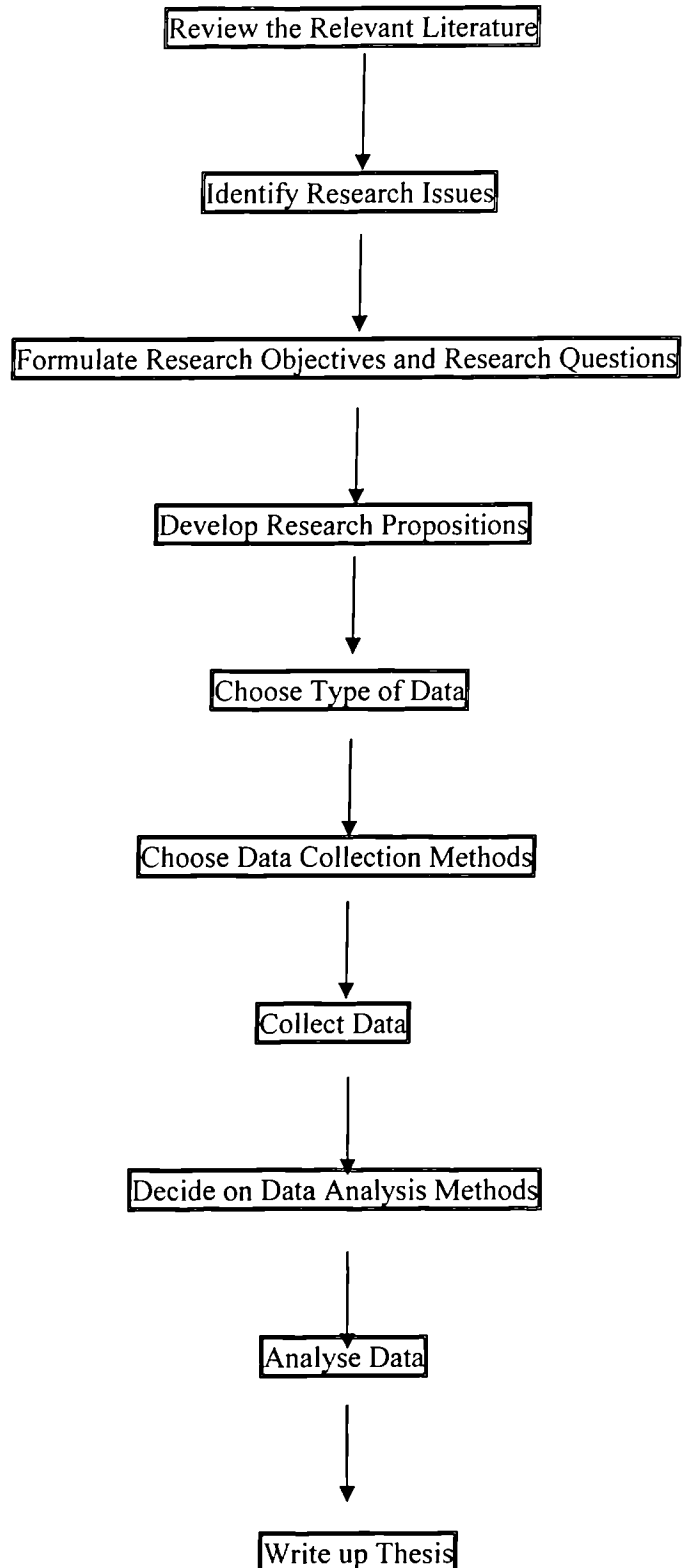 Review the Relevant Literature
Identify Research Issues
Formulate Research Objectives and Research Questions
Develop Research Propositions
Choose Type of Data
Choose Data Collection Methods
Collect Data
Decide on Data Analysis Methods
Analyse Data
Write up Thesis